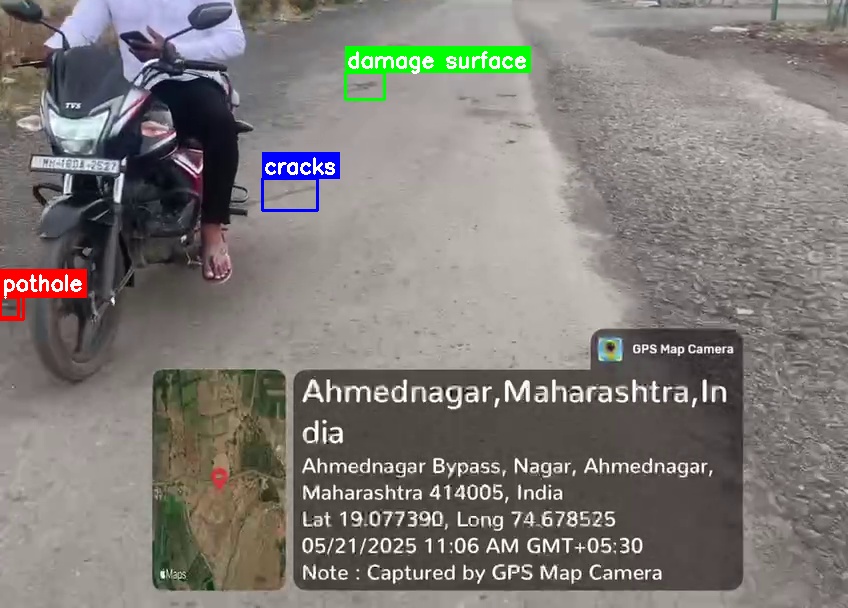 damage surface
cracks
TVS
pothole
GPS Map Camera
Ahmednagar,Maharashtra,In
dia
Ahmednagar Bypass, Nagar, Ahmednagar,
Maharashtra 414005, India
Lat 19.077390, Long 74.678525
05/21/2025 11:06 AM GMT+05:30
Note : Captured by GPS Map Camera
Maps